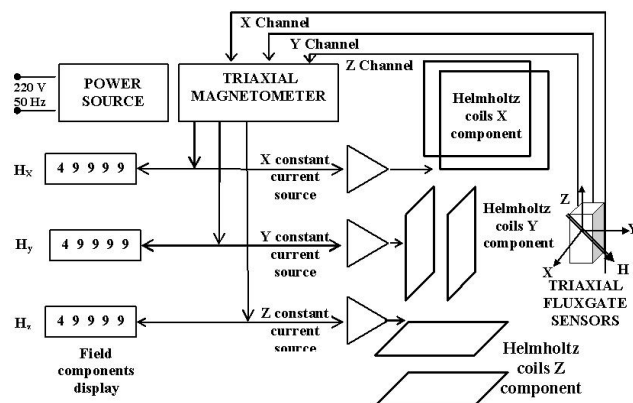 X Channel
Y Channel
Z Channel
220 V
50 Hz
POWER
SOURCE
TRIAXIAL
MAGNETOMETER
Helmholtz
coils X
component
Hx
4 9 9 9 9
X constant
current
source
Hy
4 9 9 9 9
Y constant
current
source
Helmholtz
coils Y
component
Z
Y
X
H
TRIAXIAL
FLUXGATE
SENSORS
Hz
4 9 9 9 9
Z constant
current
source
Field
components
display
Helmholtz
coils Z
component